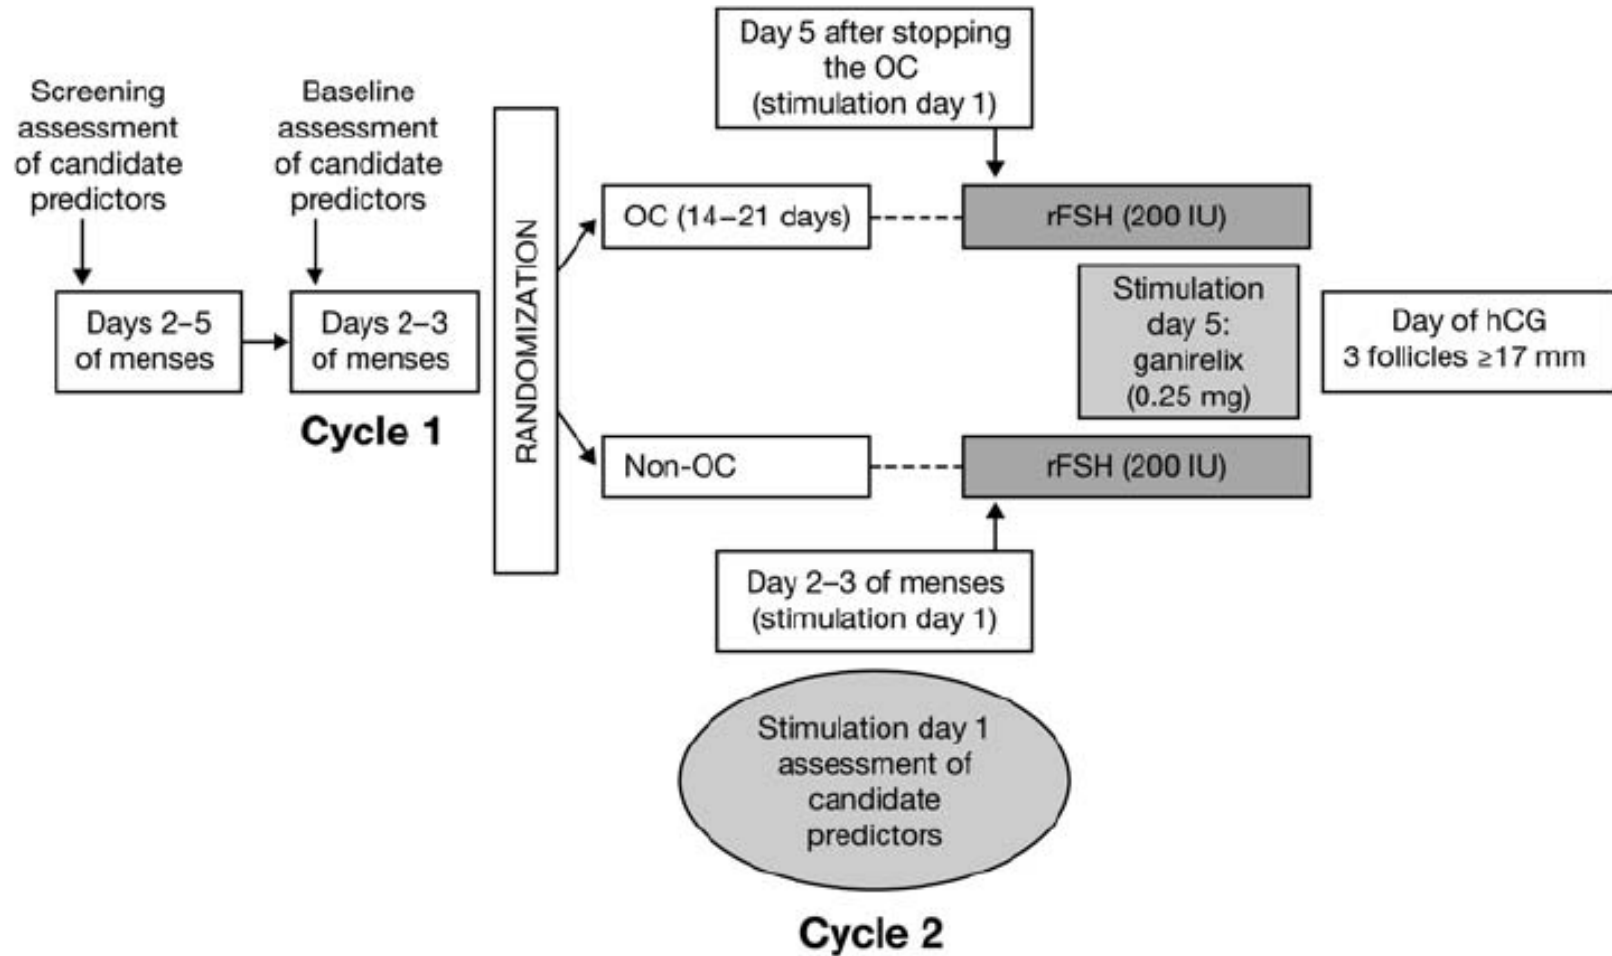 Screening
assessment
of candidate
predictors
Baseline
assessment
of candidate
predictors
Days 2–5
of menses
Days 2–3
of menses
Cycle 1
RANDOMIZATION
Day 5 after stopping
the OC
(stimulation day 1)
OC (14–21 days)
rFSH (200 IU)
Stimulation
day 5:
ganirelix
(0.25 mg)
Day of hCG
3 follicles ≥17 mm
Non-OC
rFSH (200 IU)
Day 2–3 of menses
(stimulation day 1)
Stimulation day 1
assessment of
candidate
predictors
Cycle 2